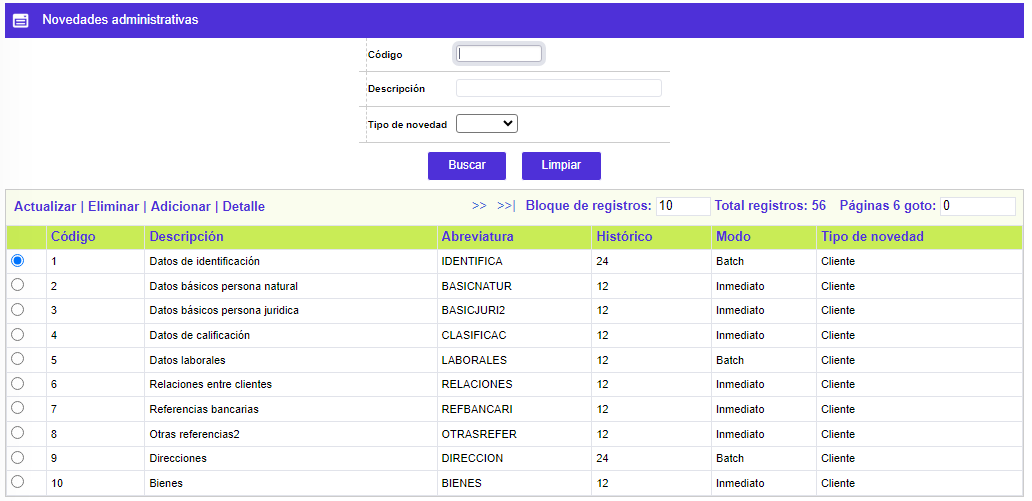 Novedades administrativas
Código
Descripción
Tipo de novedad
Buscar Limpiar
Actualizar | Eliminar | Adicionar | Detalle >> >>| Bloque de registros: 10 Total registros: 56 Páginas 6 goto: 0
Código Descripción Abreviatura Histórico Modo Tipo de novedad
1 Datos de identificación IDENTIFICA 24 Batch Cliente
2 Datos básicos persona natural BASICNATUR 12 Inmediato Cliente
3 Datos básicos persona juridica BASICJURI2 12 Inmediato Cliente
4 Datos de calificación CLASIFICAC 12 Inmediato Cliente
5 Datos laborales LABORALES 12 Batch Cliente
6 Relaciones entre clientes RELACIONES 12 Inmediato Cliente
7 Referencias bancarias REFBANCARI 12 Inmediato Cliente
8 Otras referencias2 OTRASREFER 12 Inmediato Cliente
9 Direcciones DIRECCION 24 Batch Cliente
10 Bienes BIENES 12 Inmediato Cliente